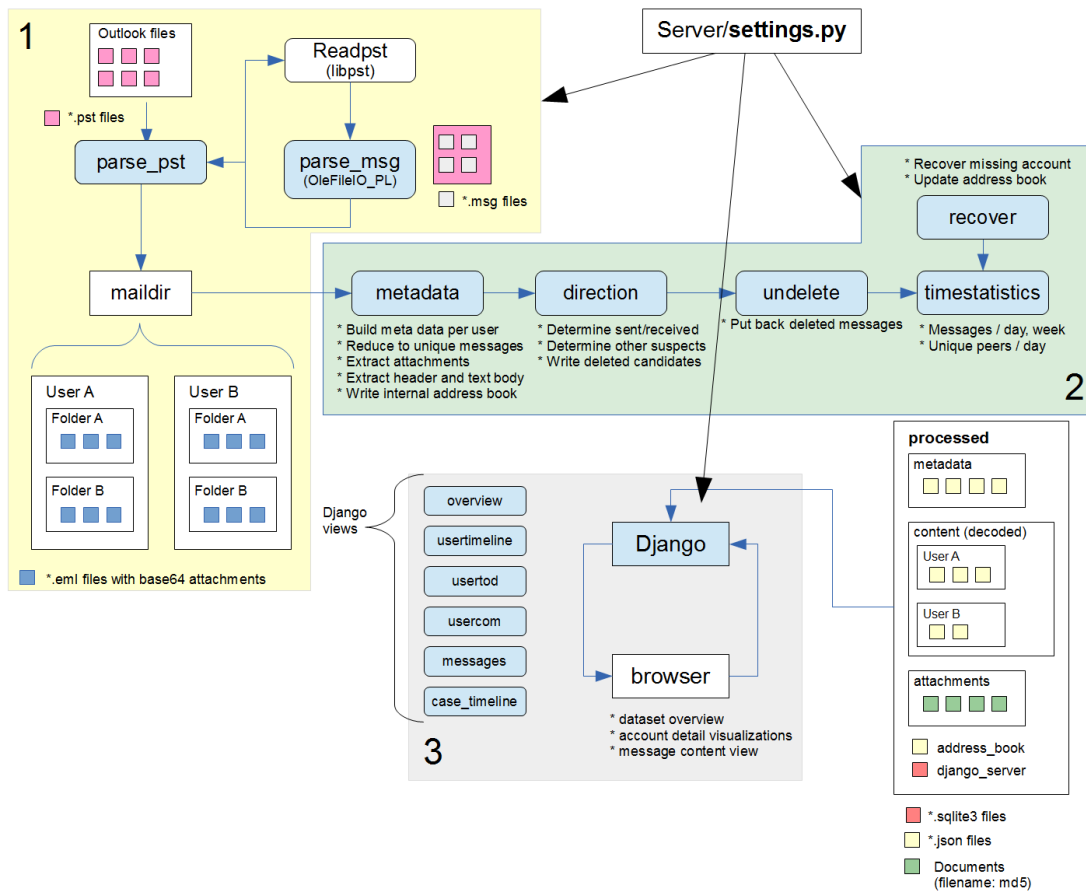 1
Outlook files
*.pst files
Readpst
(libpst)
parse_pst
parse_msg
(OleFileIO_PL)
*.msg files
maildir
User A
Folder A
Folder B
User B
Folder A
Folder B
*.eml files with base64 attachments
Server/settings.py
* Recover missing account
* Update address book
recover
metadata
direction
undelete
timestatistics
* Build meta data per user
* Reduce to unique messages
* Extract attachments
* Extract header and text body
* Write internal address book
* Determine sent/received
* Determine other suspects
* Write deleted candidates
* Put back deleted messages
* Messages / day, week
* Unique peers / day
2
Django
views
overview
usertimeline
usertod
usercom
messages
case_timeline
Django
browser
* dataset overview
* account detail visualizations
* message content view
3
processed
metadata
content (decoded)
User A
User B
attachments
address_book
django_server
*.sqlite3 files
*.json files
Documents
(filename: md5)